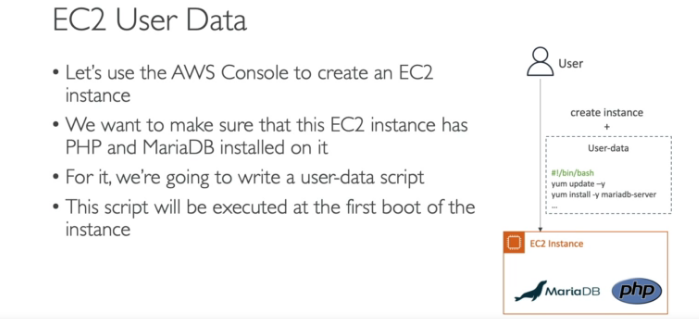 EC2 User Data
• Let's use the AWS Console to create an EC2
instance
• We want to make sure that this EC2 instance has
PHP and MariaDB installed on it
• For it, we're going to write a user-data script
• This script will be executed at the first boot of the
instance
User
create instance
+
User-data
#!/bin/bash
yum update –y
yum install -y mariadb-server
...
EC2 Instance
MariaDB
php